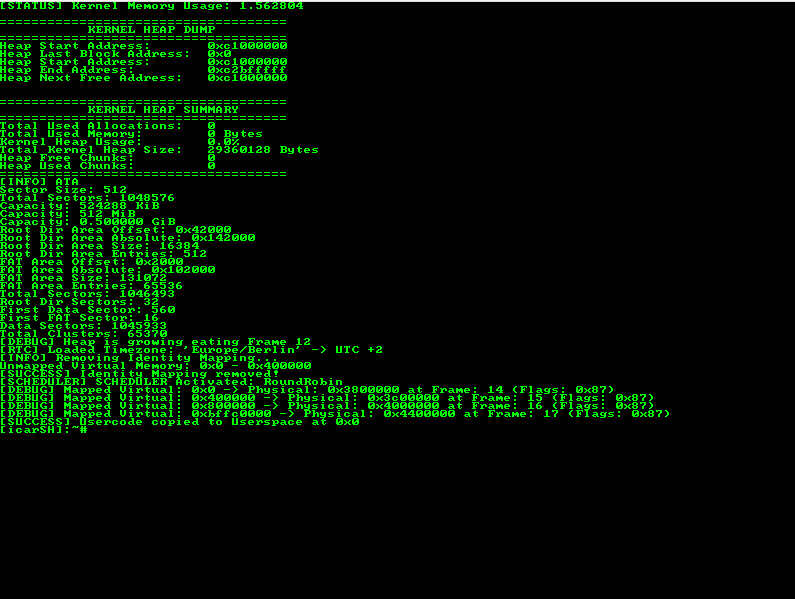 [STATUS] Kernel Memory Usage: 1.562804
====================================
KERNEL HEAP DUMP
====================================
Heap Start Address: 0xc1000000
Heap Last Block Address: 0x0
Heap Start Address: 0xc1000000
Heap End Address: 0xc2bfffff
Heap Next Free Address: 0xc1000000
====================================
KERNEL HEAP SUMMARY
====================================
Total Used Allocations: 0
Total Used Memory: 0 Bytes
Kernel Heap Usage: 0.0%
Total Kernel Heap Size: 29360128 Bytes
Heap Free Chunks: 0
Heap Used Chunks: 0
====================================
[INFO] ATA
Sector Size: 512
Total Sectors: 1048576
Capacity: 524288 KiB
Capacity: 512 MiB
Capacity: 0.500000 GiB
Root Dir Area Offset: 0x42000
Root Dir Area Absolute: 0x142000
Root Dir Area Size: 16384
Root Dir Area Entries: 512
FAT Area Offset: 0x2000
FAT Area Absolute: 0x102000
FAT Area Size: 131072
FAT Area Entries: 65536
Total Sectors: 1046493
Root Dir Sectors: 32
First Data Sector: 560
First FAT Sector: 16
Data Sectors: 1045933
Total Clusters: 65370
[DEBUG] Heap is growing eating Frame 12
[RTC] Loaded Timezone: 'Europe/Berlin' -> UTC +2
[INFO] Removing Identity Mapping...
Unmapped Virtual Memory: 0x0 - 0x400000
[SUCCESS] Identity Mapping removed!
[SCHEDULER] SCHEDULER Activated: RoundRobin
[DEBUG] Mapped Virtual: 0x0 -> Physical: 0x3800000 at Frame: 14 (Flags: 0x87)
[DEBUG] Mapped Virtual: 0x400000 -> Physical: 0x3c00000 at Frame: 15 (Flags: 0x87)
[DEBUG] Mapped Virtual: 0x800000 -> Physical: 0x4000000 at Frame: 16 (Flags: 0x87)
[DEBUG] Mapped Virtual: 0xbffc0000 -> Physical: 0x4400000 at Frame: 17 (Flags: 0x87)
[SUCCESS] Usercode copied to Userspace at 0x0
[icarSH]:~#